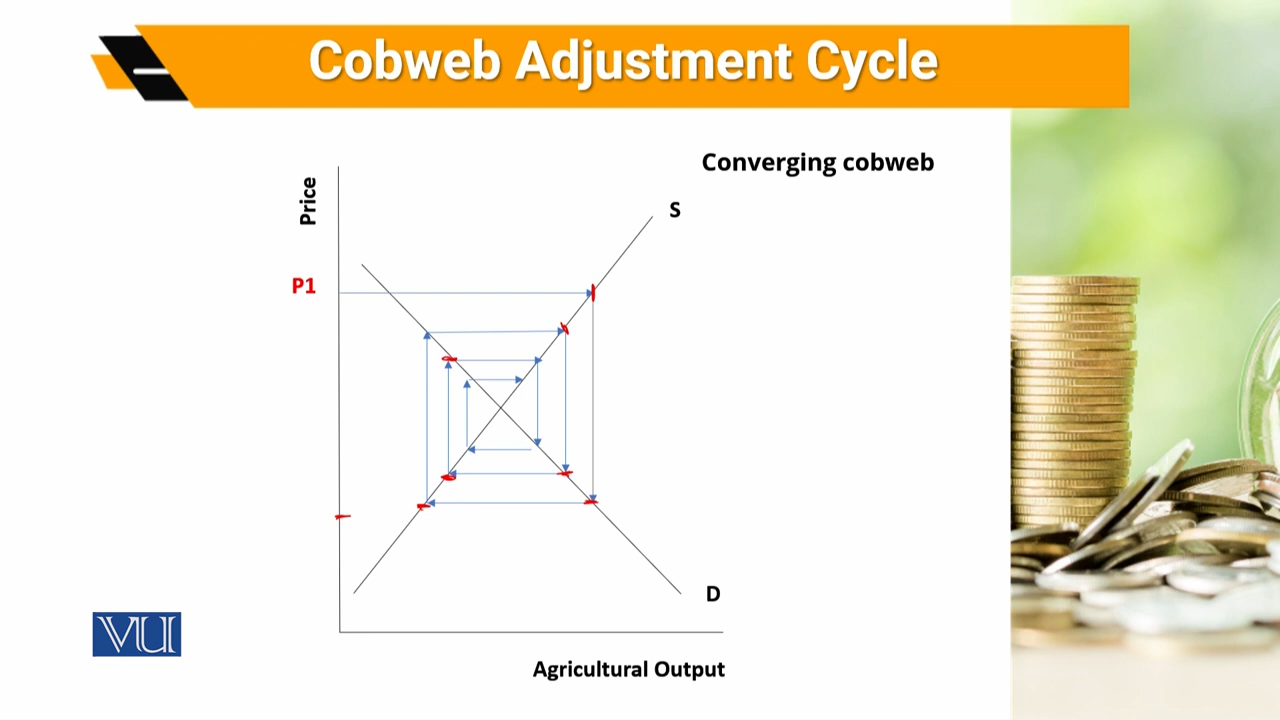 Cobweb Adjustment Cycle
Converging cobweb
Price
S
P1
D
VU
Agricultural Output